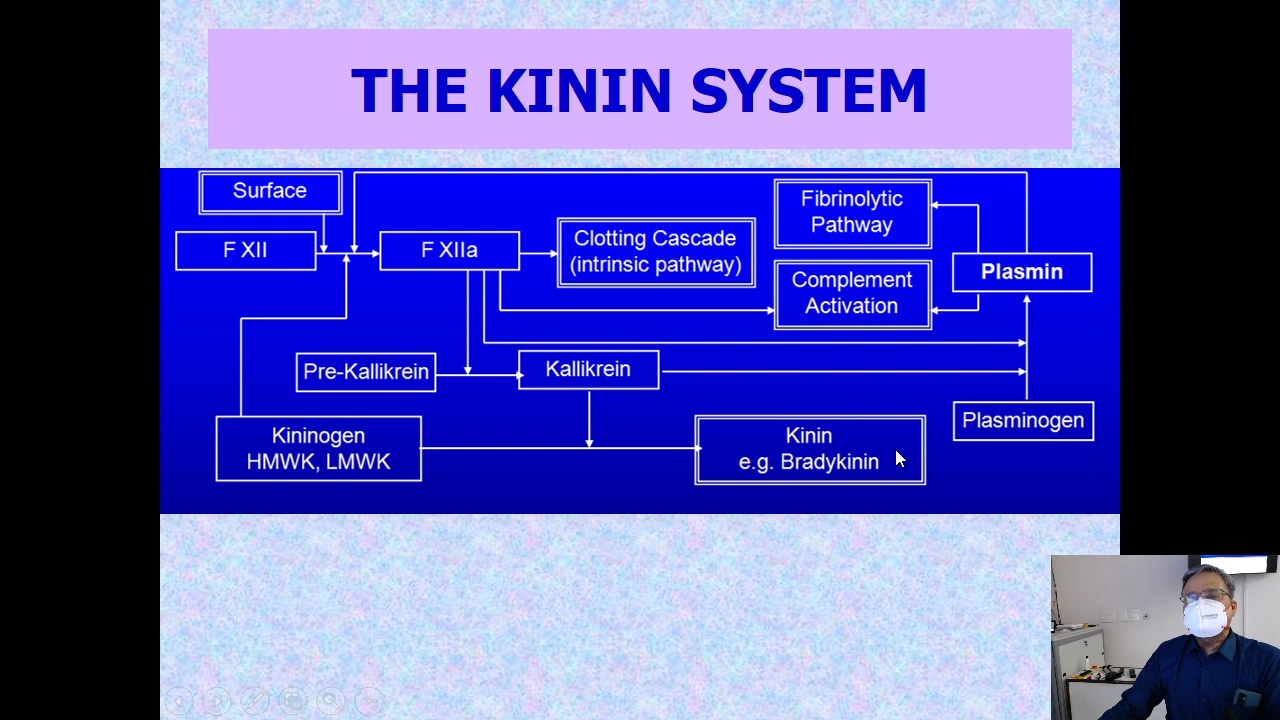 THE KININ SYSTEM
Surface
F XII
F XIIa
Clotting Cascade
(intrinsic pathway)
Fibrinolytic
Pathway
Complement
Activation
Plasmin
Pre-Kallikrein
Kallikrein
Plasminogen
Kininogen
HMWK, LMWK
Kinin
e.g. Bradykinin